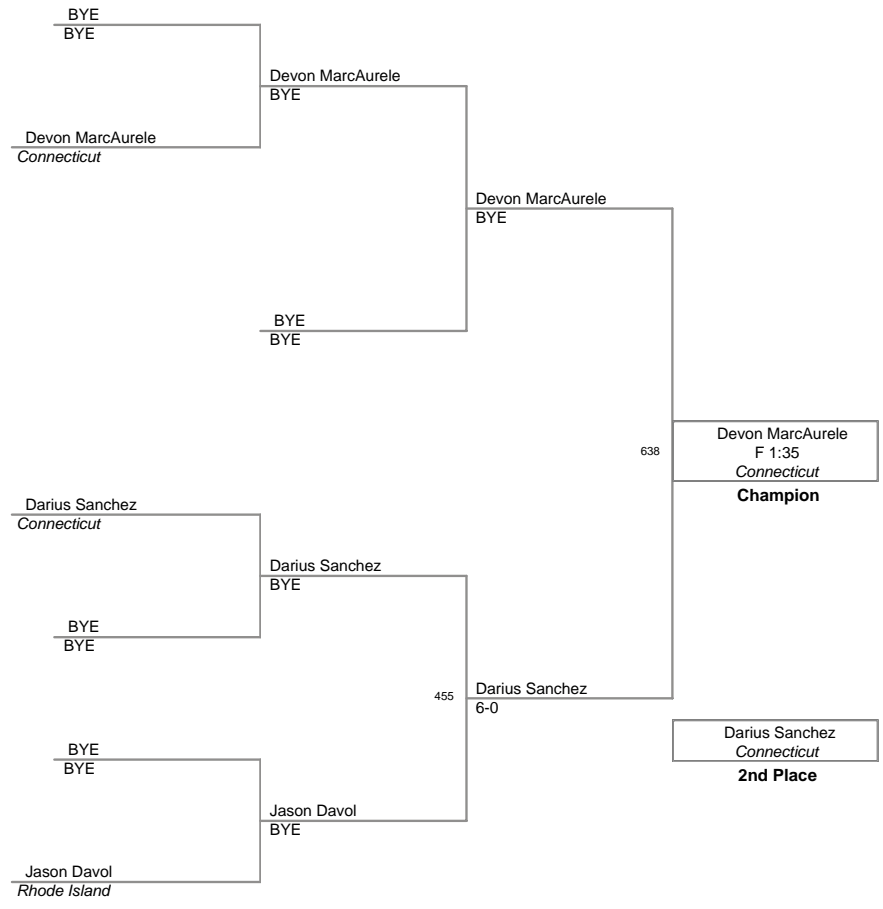 BYE
BYE
Devon MarcAurele
BYE
Devon MarcAurele
Connecticut
Devon MarcAurele
BYE
BYE
BYE
638
Devon MarcAurele
F 1:35
Connecticut
Champion
Darius Sanchez
Connecticut
Darius Sanchez
BYE
BYE
BYE
455
Darius Sanchez
6-0
Darius Sanchez
Connecticut
2nd Place
BYE
BYE
Jason Davol
BYE
Jason Davol
Rhode Island